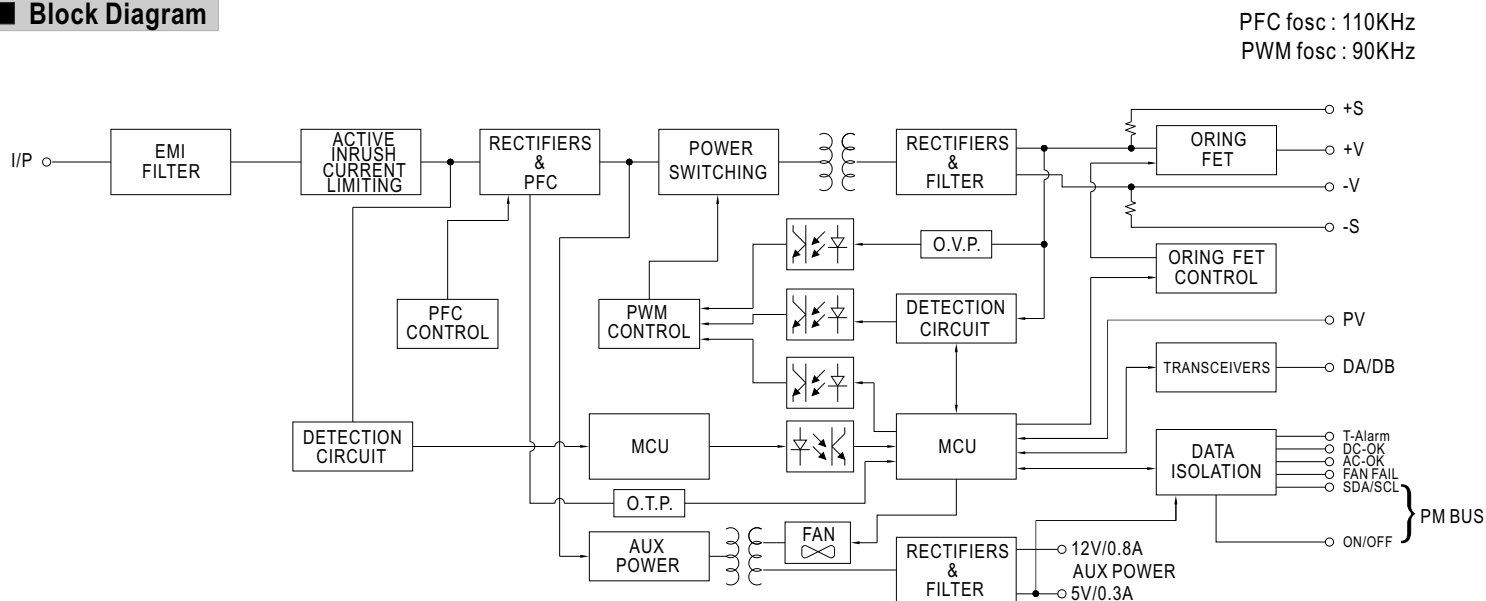 Block Diagram
PFC fosc : 110KHz
PWM fosc : 90KHz
I/P
EMI
FILTER
ACTIVE
INRUSH
CURRENT
LIMITING
RECTIFIERS
&
PFC
POWER
SWITCHING
RECTIFIERS
&
FILTER
ORING
FET
+S
+V
-V
-S
O.V.P.
ORING FET
CONTROL
PFC
CONTROL
PWM
CONTROL
DETECTION
CIRCUIT
PV
TRANSCEIVERS
DA/DB
DETECTION
CIRCUIT
MCU
MCU
DATA
ISOLATION
T-Alarm
DC-OK
AC-OK
FAN FAIL
SDA/SCL
PM BUS
ON/OFF
O.T.P.
AUX
POWER
FAN
RECTIFIERS
&
FILTER
12V/0.8A
AUX POWER
5V/0.3A